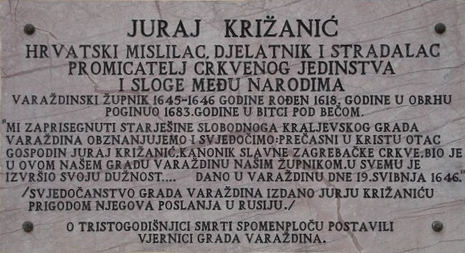 JURAJ KRIŽANIĆ
HRVATSKI MISLILAC, DJELATNIK I STRADALAC
PROMICATELJ CRKVENOG JEDINSTVA
I SLOGE MEĐU NARODIMA
VARAŽDINSKI ŽUPNIK 1645-1646 GODINE ROĐEN 1618. GODINE U OBRHU
POGINUO 1683.GODINE U BITCI POD BEČOM.
"MI ZAPRISEGNUTI STARJEŠINE SLOBODNOGA KRALJEVSKOG GRADA
VARAŽDINA OBZNANJUJEMO I SVJEDOČIMO:PREČASNI U KRISTU OTAC
GOSPODIN JURAJ KRIŽANIĆ,KANONIK SLAVNE ZAGREBAČKE CRKVE,BIO JE
U OVOM NAŠEM GRADU VARAŽDINU NAŠIM ŽUPNIKOM.U SVEMU JE
IZVRŠIO SVOJU DUŽNOST.... DANO U VARAŽDINU DNE 19.SVIBNJA 1646."
/SVJEDOČANSTVO GRADA VARAŽDINA IZDANO JURJU KRIŽANIĆU
PRIGODOM NJEGOVA POSLANJA U RUSIJU./
O TRISTOGODIŠNJICI SMRTI SPOMENPLOČU POSTAVILI
VJERNICI GRADA VARAŽDINA.